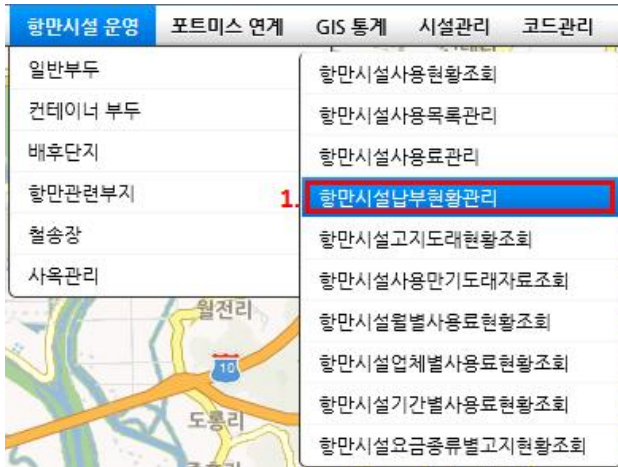 항만시설 운영 포트미스 연계 GIS 통계 시설관리 코드관리
일반부두
컨테이너 부두
배후단지
항만관련부지
철송장
사옥관리
항만시설사용현황조회
항만시설사용목록관리
항만시설사용료관리
1. 항만시설납부현황관리
항만시설고지도래현황조회
항만시설사용만기도래자료조회
항만시설월별사용료현황조회
항만시설업체별사용료현황조회
항만시설기간별사용료현황조회
항만시설요금종류별고지현황조회
월전리
10
도롱리